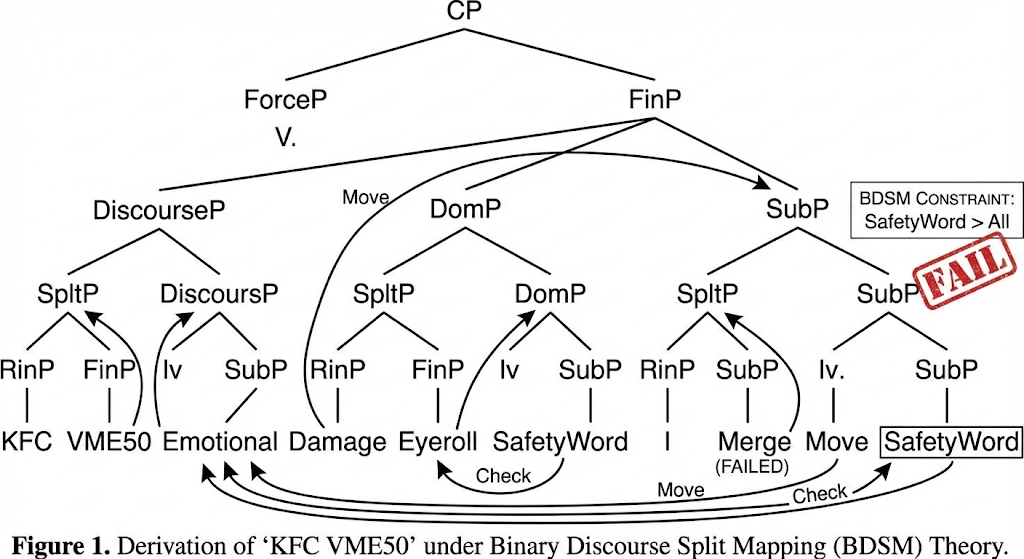 CP
ForceP FinP
V.
Move
DiscourseP DomP SubP
BDSM CONSTRAINT:
SafetyWord > All
FAIL
SpltP DiscoursP SpltP DomP SpltP SubP
RinP FinP Iv SubP RinP FinP Iv SubP RinP SubP Iv. SubP
KFC VME50 Emotional Damage Eyeroll SafetyWord I Merge Move SafetyWord
(FAILED)
Check
Move
Check
Figure 1. Derivation of ‘KFC VME50’ under Binary Discourse Split Mapping (BDSM) Theory.